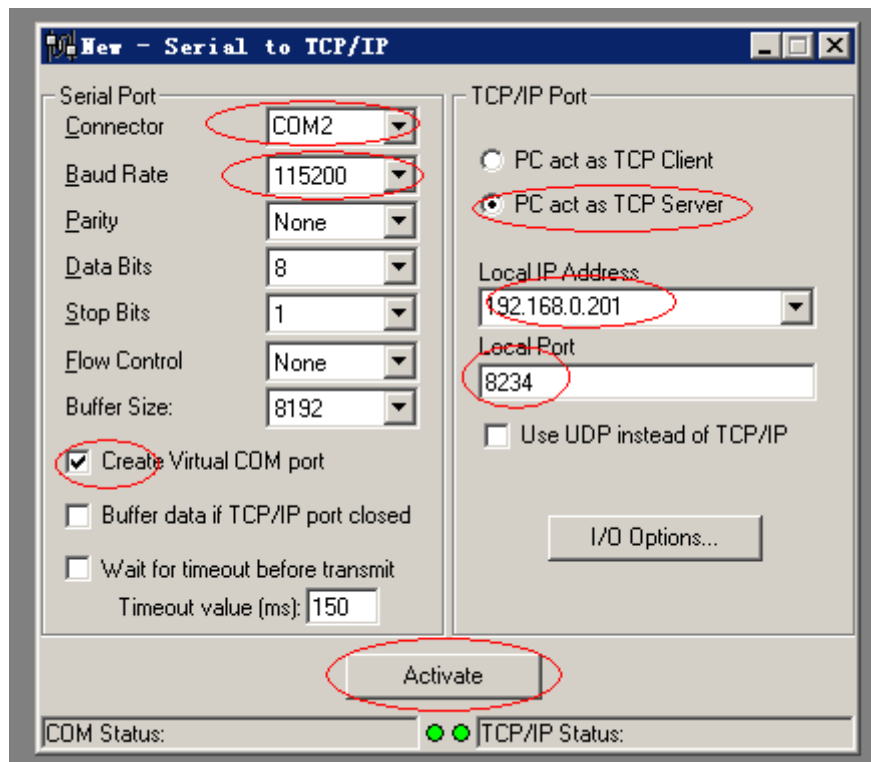 New - Serial to TCP/IP
Serial Port
Connector COM2
Baud Rate 115200
Parity None
Data Bits 8
Stop Bits 1
Flow Control None
Buffer Size: 8192
Create Virtual COM port
Buffer data if TCP/IP port closed
Wait for timeout before transmit
Timeout value (ms): 150
TCP/IP Port
PC act as TCP Client
PC act as TCP Server
Local IP Address
192.168.0.201
Local Port
8234
Use UDP instead of TCP/IP
I/O Options...
Activate
COM Status:
TCP/IP Status: